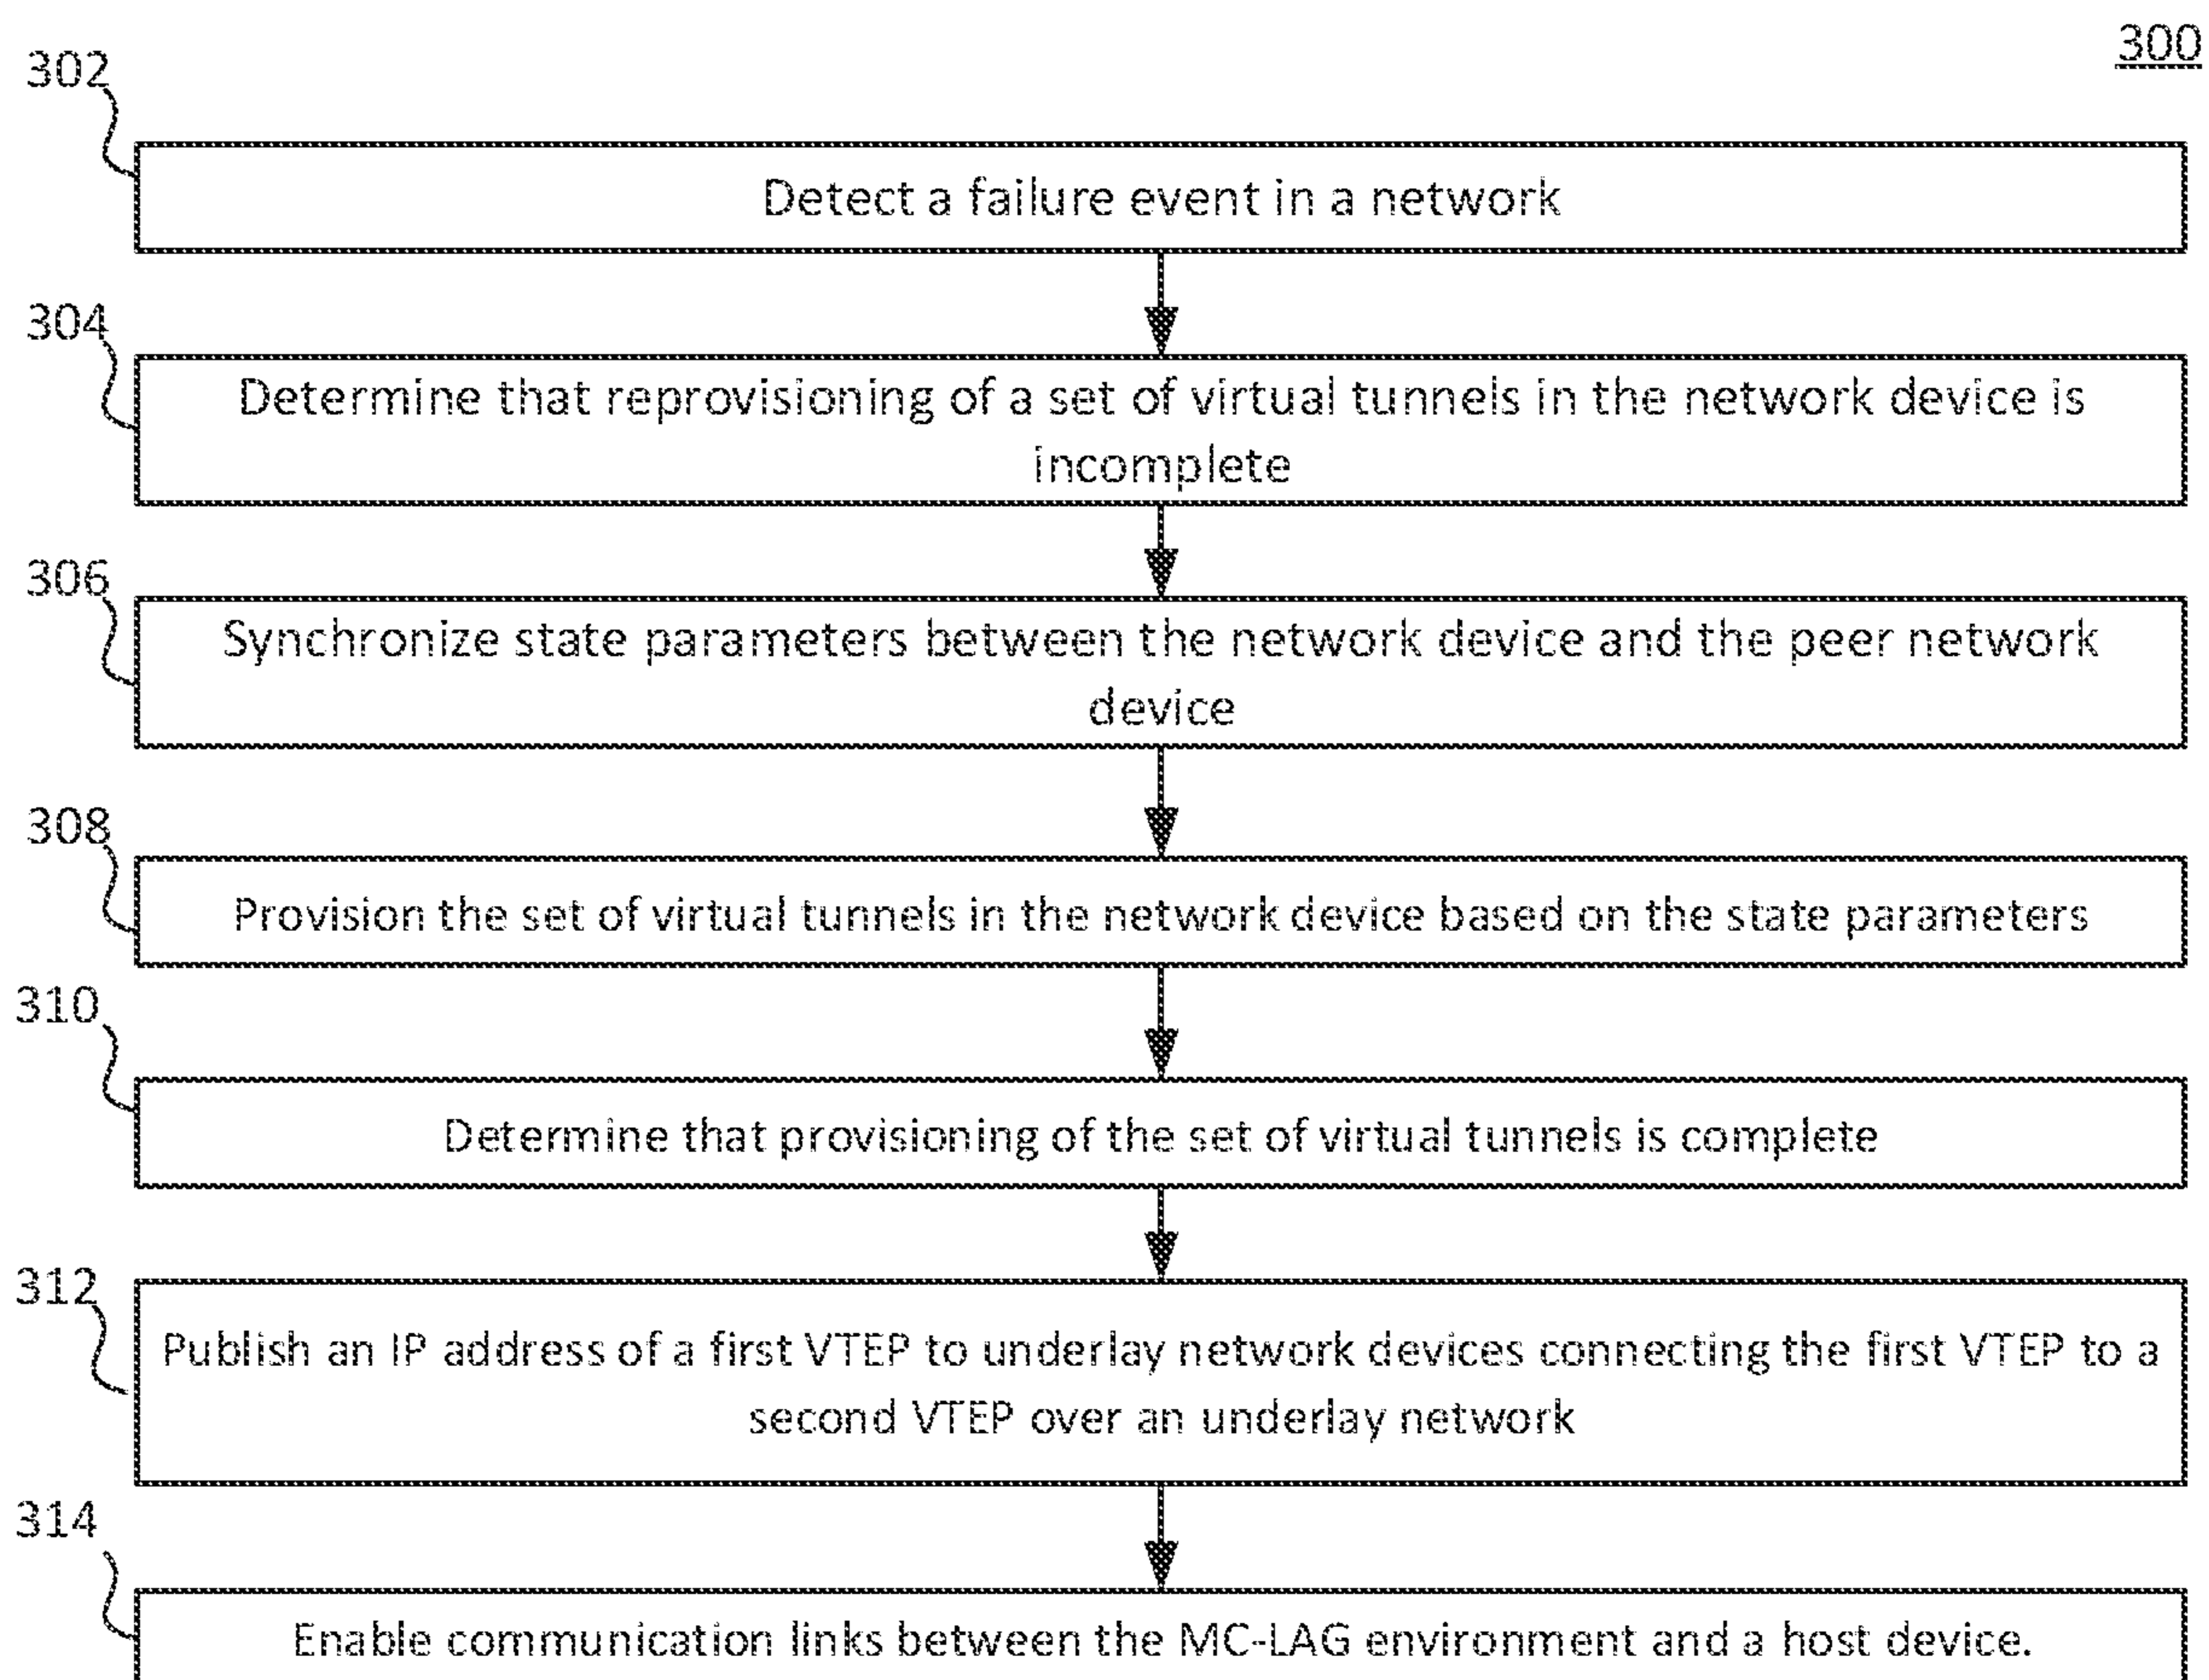 300
302
Detect a failure event in a network
304
Determine that reprovisioning of a set of virtual tunnels in the network device is
incomplete
306
Synchronize state parameters between the network device and the peer network
device
308
Provision the set of virtual tunnels in the network device based on the state parameters
310
Determine that provisioning of the set of virtual tunnels is complete
312
Publish an IP address of a first VTEP to underlay network devices connecting the first VTEP to a
second VTEP over an underlay network
314
Enable communication links between the MC-LAG environment and a host device.